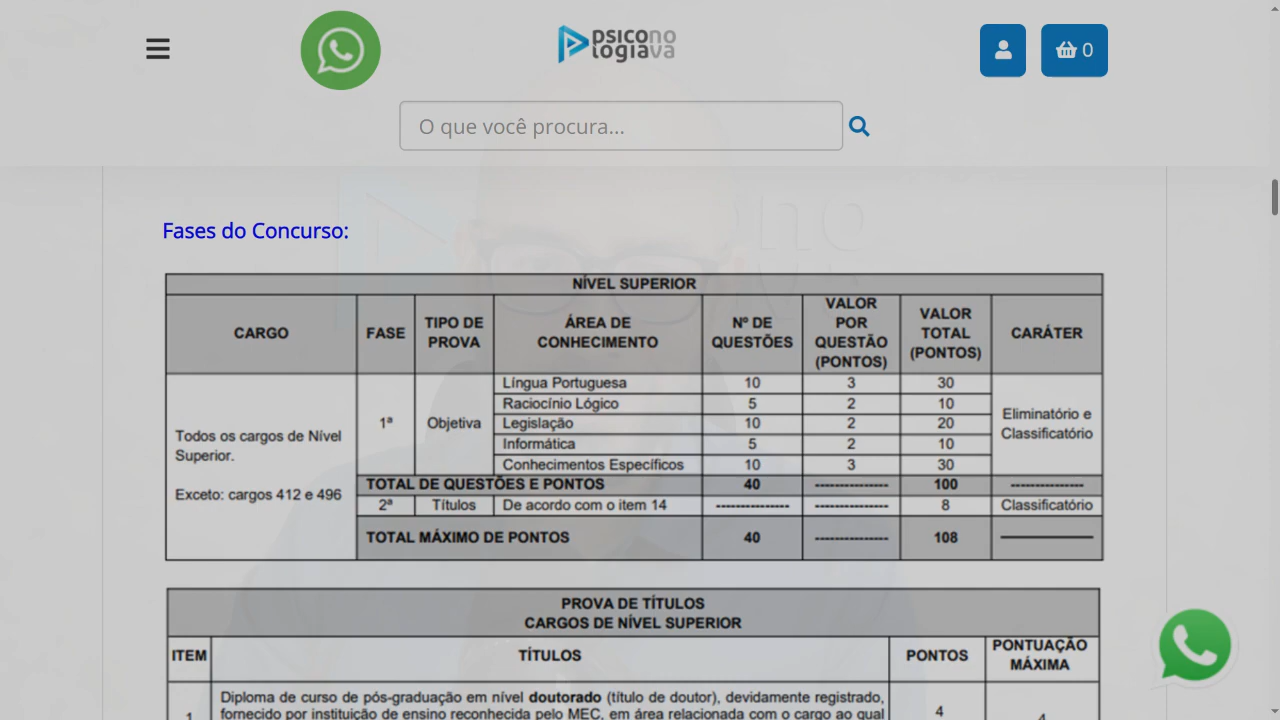 PSICONO
LOGIAVA
0
O que você procura...
Fases do Concurso:
NÍVEL SUPERIOR
CARGO FASE TIPO DE PROVA ÁREA DE CONHECIMENTO Nº DE QUESTÕES VALOR POR QUESTÃO (PONTOS) VALOR TOTAL (PONTOS) CARÁTER
Todos os cargos de Nível Superior.
Exceto: cargos 412 e 496
1ª Objetiva
Língua Portuguesa 10 3 30
Raciocínio Lógico 5 2 10
Legislação 10 2 20
Informática 5 2 10
Conhecimentos Específicos 10 3 30
Eliminatório e Classificatório
TOTAL DE QUESTÕES E PONTOS 40 --------------- 100 ---------------
2ª Títulos De acordo com o item 14 --------------- --------------- 8 Classificatório
TOTAL MÁXIMO DE PONTOS 40 --------------- 108
PROVA DE TÍTULOS
CARGOS DE NÍVEL SUPERIOR
ITEM TÍTULOS PONTOS PONTUAÇÃO MÁXIMA
Diploma de curso de pós-graduação em nível doutorado (título de doutor), devidamente registrado,
1 fornecido por instituição de ensino reconhecida pelo MEC, em área relacionada com o cargo ao qual 4 4